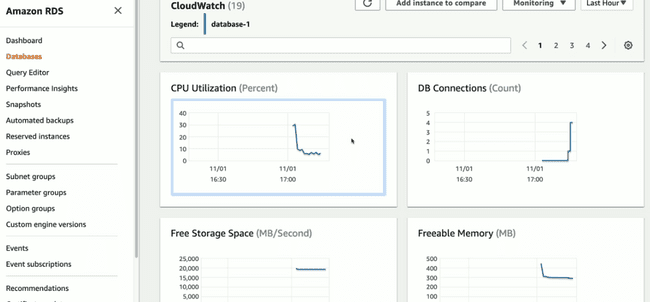 Amazon RDS
Dashboard
Databases
Query Editor
Performance Insights
Snapshots
Automated backups
Reserved instances
Proxies
Subnet groups
Parameter groups
Option groups
Custom engine versions
Events
Event subscriptions
Recommendations
CloudWatch (19)
Add instance to compare
Monitoring
Last Hour
Legend: database-1
1 2 3 4
CPU Utilization (Percent)
40
30
20
10
0
11/01 11/01
16:30 17:00
DB Connections (Count)
5
4
3
2
1
0
11/01 11/01
16:30 17:00
Free Storage Space (MB/Second)
25,000
20,000
15,000
10,000
5,000
Freeable Memory (MB)
500
400
300
200
100